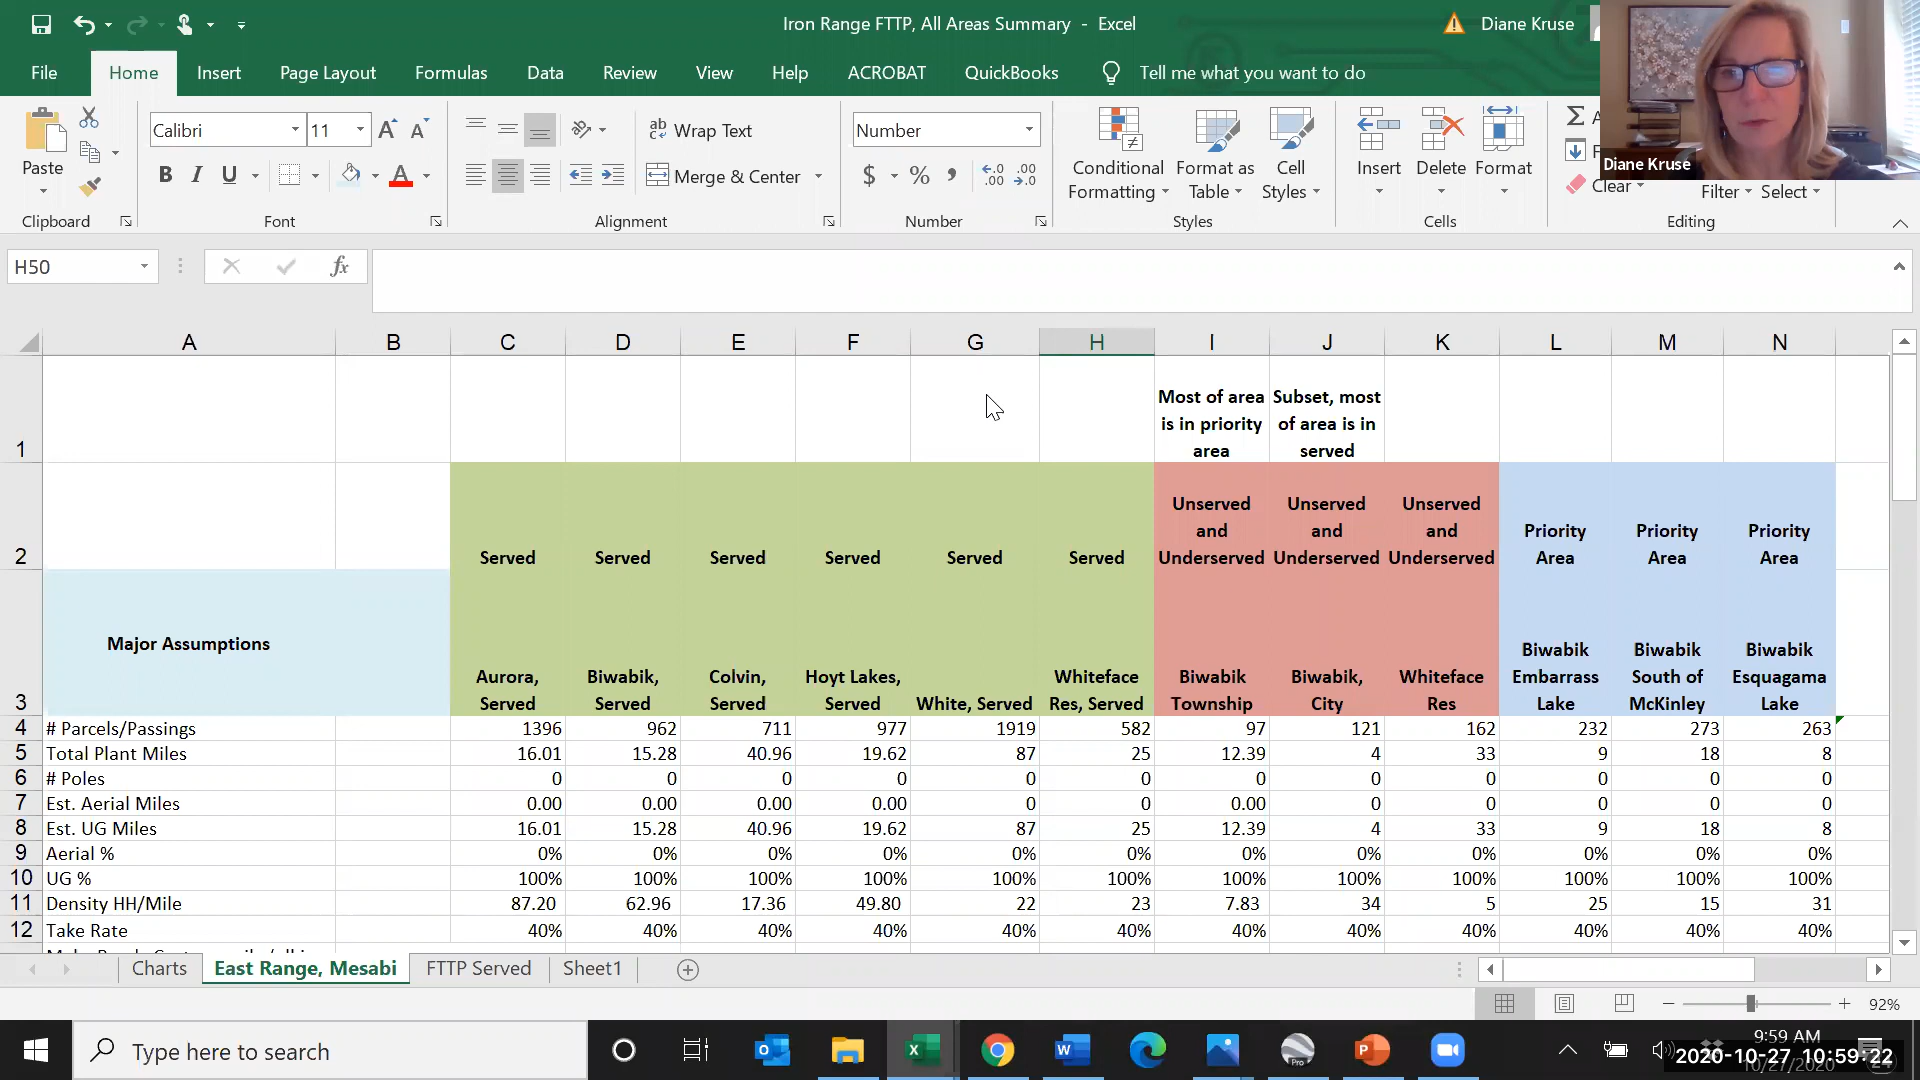 Iron Range FTTP, All Areas Summary - Excel
Diane Kruse
File Home Insert Page Layout Formulas Data Review View Help ACROBAT QuickBooks Tell me what you want to do
Calibri 11
Wrap Text
Number
Paste
Conditional Formatting
Format as Table
Cell Styles
Insert
Delete
Format
Diane Kruse
B I U
Merge & Center
$ % ,
Clear
Filter
Select
Clipboard Font Alignment Number Styles Cells Editing
H50
fx
A B C D E F G H I J K L M N
Most of area is in priority area
Subset, most of area is in served
1
2 Served Served Served Served Served Served Unserved and Underserved Unserved and Underserved Unserved and Underserved Priority Area Priority Area Priority Area
3 Major Assumptions Aurora, Served Biwabik, Served Colvin, Served Hoyt Lakes, Served White, Served Whiteface Res, Served Biwabik Township Biwabik, City Whiteface Res Biwabik Embarrass Lake Biwabik South of McKinley Biwabik Esquagama Lake
4 # Parcels/Passings 1396 962 711 977 1919 582 97 121 162 232 273 263
5 Total Plant Miles 16.01 15.28 40.96 19.62 87 25 12.39 4 33 9 18 8
6 # Poles 0 0 0 0 0 0 0 0 0 0 0 0
7 Est. Aerial Miles 0.00 0.00 0.00 0.00 0 0 0.00 0 0 0 0 0
8 Est. UG Miles 16.01 15.28 40.96 19.62 87 25 12.39 4 33 9 18 8
9 Aerial % 0% 0% 0% 0% 0% 0% 0% 0% 0% 0% 0% 0%
10 UG % 100% 100% 100% 100% 100% 100% 100% 100% 100% 100% 100% 100%
11 Density HH/Mile 87.20 62.96 17.36 49.80 22 23 7.83 34 5 25 15 31
12 Take Rate 40% 40% 40% 40% 40% 40% 40% 40% 40% 40% 40% 40%
Charts East Range, Mesabi FTTP Served Sheet1
92%
Type here to search
9:59 AM
10/27/2020
2020-10-27 10:59:22